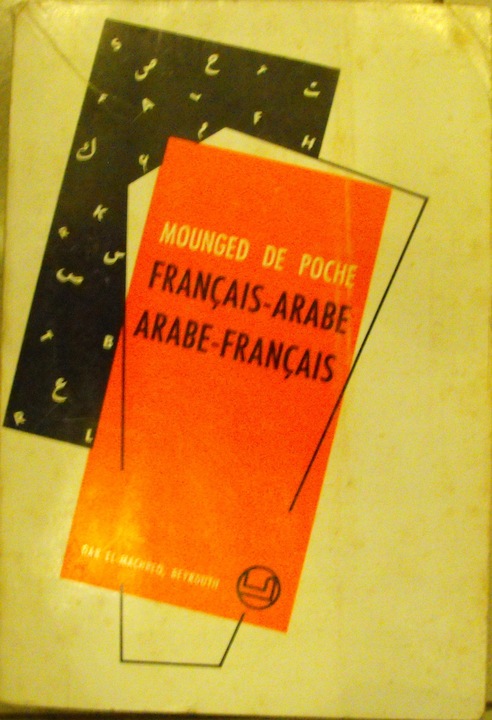 MOUNGED DE POCHE
FRANÇAIS-ARABE
ARABE-FRANÇAIS
DAR EL-MACHREQ, BEYROUTH